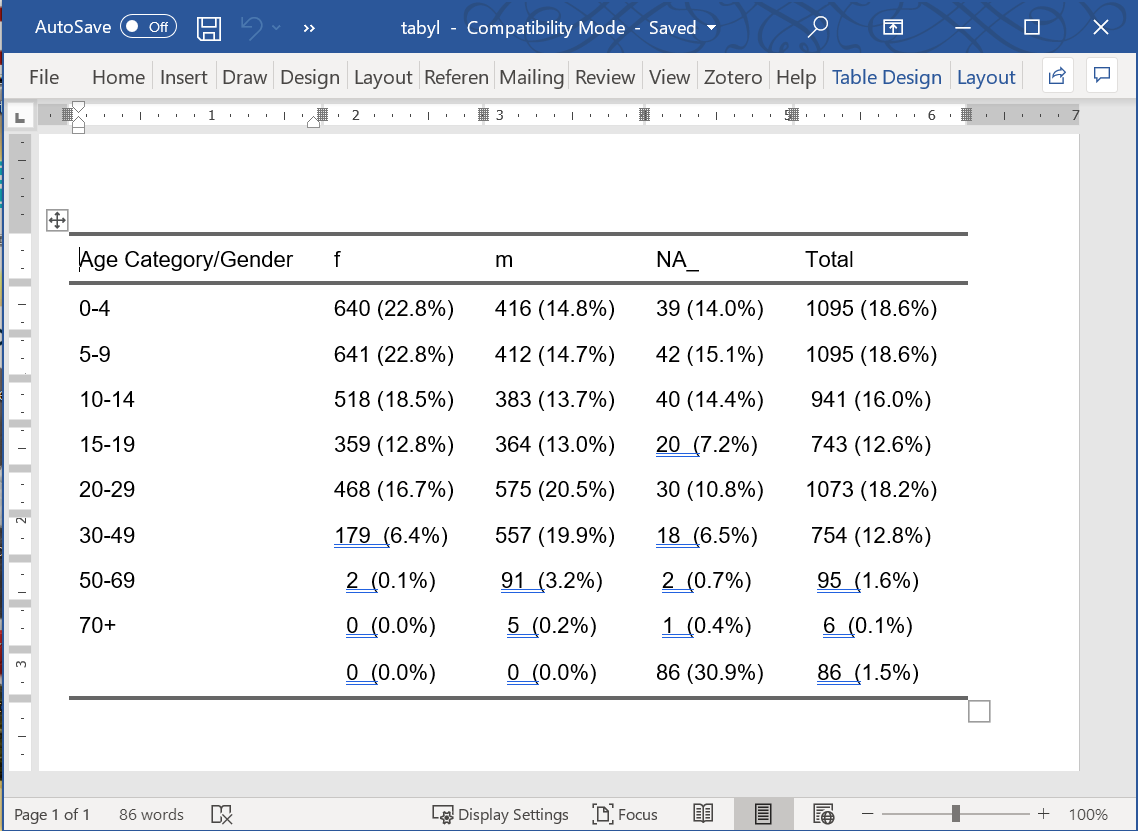 AutoSave Off tabyl - Compatibility Mode - Saved
File Home Insert Draw Design Layout Referen Mailing Review View Zotero Help Table Design Layout
1 2 3 5 6 7
Age Category/Gender f m NA_ Total
0-4 640 (22.8%) 416 (14.8%) 39 (14.0%) 1095 (18.6%)
5-9 641 (22.8%) 412 (14.7%) 42 (15.1%) 1095 (18.6%)
10-14 518 (18.5%) 383 (13.7%) 40 (14.4%) 941 (16.0%)
15-19 359 (12.8%) 364 (13.0%) 20 (7.2%) 743 (12.6%)
20-29 468 (16.7%) 575 (20.5%) 30 (10.8%) 1073 (18.2%)
2
30-49 179 (6.4%) 557 (19.9%) 18 (6.5%) 754 (12.8%)
50-69 2 (0.1%) 91 (3.2%) 2 (0.7%) 95 (1.6%)
70+ 0 (0.0%) 5 (0.2%) 1 (0.4%) 6 (0.1%)
3
0 (0.0%) 0 (0.0%) 86 (30.9%) 86 (1.5%)
Page 1 of 1 86 words Display Settings Focus 100%